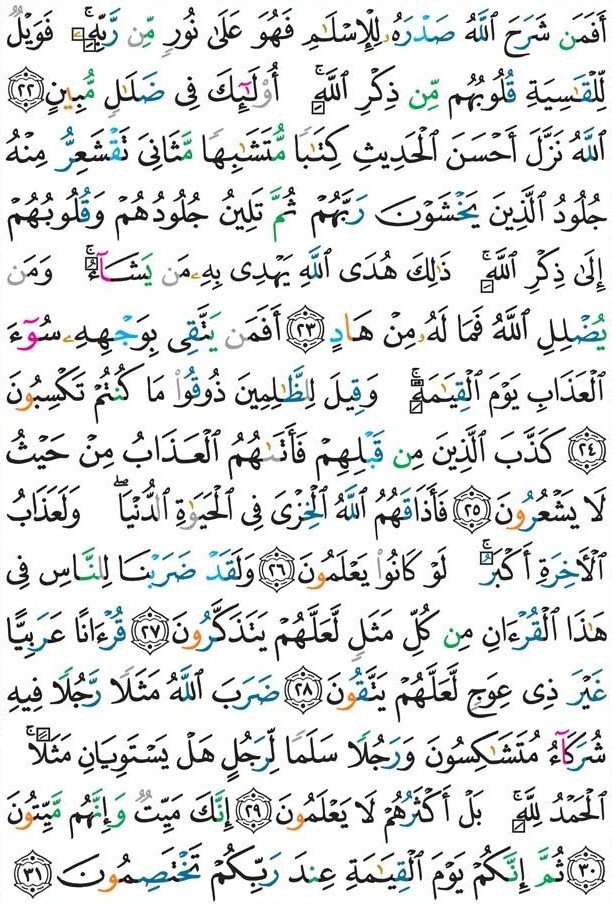 أَفَمَن شَرَحَ ٱللَّهُ صَدْرَهُۥ لِلْإِسْلَٰمِ فَهُوَ عَلَىٰ نُورٍ مِّن رَّبِّهِۦۚ فَوَيْلٌ
لِّلْقَٰسِيَةِ قُلُوبُهُم مِّن ذِكْرِ ٱللَّهِۚ أُو۟لَٰٓئِكَ فِى ضَلَٰلٍ مُّبِينٍ ٢٢
ٱللَّهُ نَزَّلَ أَحْسَنَ ٱلْحَدِيثِ كِتَٰبًا مُّتَشَٰبِهًا مَّثَانِىَ تَقْشَعِرُّ مِنْهُ
جُلُودُ ٱلَّذِينَ يَخْشَوْنَ رَبَّهُمْ ثُمَّ تَلِينُ جُلُودُهُمْ وَقُلُوبُهُمْ
إِلَىٰ ذِكْرِ ٱللَّهِۚ ذَٰلِكَ هُدَى ٱللَّهِ يَهْدِى بِهِۦ مَن يَشَآءُۚ وَمَن
يُضْلِلِ ٱللَّهُ فَمَا لَهُۥ مِنْ هَادٍ ٢٣ أَفَمَن يَتَّقِى بِوَجْهِهِۦ سُوٓءَ
ٱلْعَذَابِ يَوْمَ ٱلْقِيَٰمَةِۚ وَقِيلَ لِلظَّٰلِمِينَ ذُوقُوا۟ مَا كُنتُمْ تَكْسِبُونَ
٢٤ كَذَّبَ ٱلَّذِينَ مِن قَبْلِهِمْ فَأَتَىٰهُمُ ٱلْعَذَابُ مِنْ حَيْثُ
لَا يَشْعُرُونَ ٢٥ فَأَذَاقَهُمُ ٱللَّهُ ٱلْخِزْىَ فِى ٱلْحَيَوٰةِ ٱلدُّنْيَاۖ وَلَعَذَابُ
ٱلْأَخِرَةِ أَكْبَرُۚ لَوْ كَانُوا۟ يَعْلَمُونَ ٢٦ وَلَقَدْ ضَرَبْنَا لِلنَّاسِ فِى
هَٰذَا ٱلْقُرْءَانِ مِن كُلِّ مَثَلٍ لَّعَلَّهُمْ يَتَذَكَّرُونَ ٢٧ قُرْءَانًا عَرَبِيًّا
غَيْرَ ذِى عِوَجٍ لَّعَلَّهُمْ يَتَّقُونَ ٢٨ ضَرَبَ ٱللَّهُ مَثَلًا رَّجُلًا فِيهِ
شُرَكَآءُ مُتَشَٰكِسُونَ وَرَجُلًا سَلَمًا لِّرَجُلٍ هَلْ يَسْتَوِيَانِ مَثَلًاۚ
ٱلْحَمْدُ لِلَّهِۚ بَلْ أَكْثَرُهُمْ لَا يَعْلَمُونَ ٢٩ إِنَّكَ مَيِّتٌ وَإِنَّهُم مَّيِّتُونَ
٣٠ ثُمَّ إِنَّكُمْ يَوْمَ ٱلْقِيَٰمَةِ عِندَ رَبِّكُمْ تَخْتَصِمُونَ ٣١